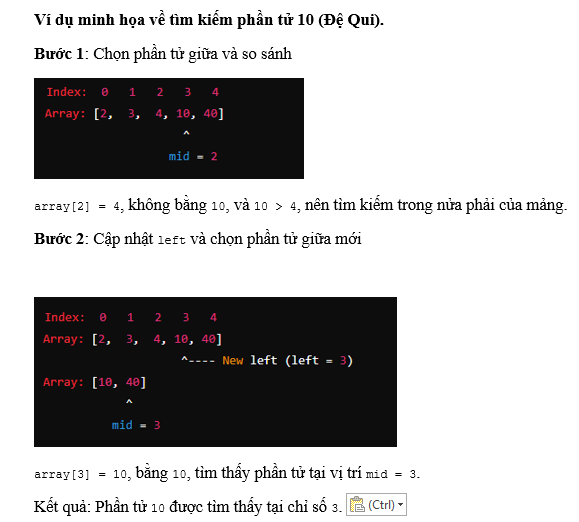 Ví dụ minh họa về tìm kiếm phần tử 10 (Đệ Qui).
Bước 1: Chọn phần tử giữa và so sánh
Index:  0   1   2   3   4
Array: [2,  3,  4, 10, 40]
^
mid = 2
array[2] = 4, không bằng 10, và 10 > 4, nên tìm kiếm trong nửa phải của mảng.
Bước 2: Cập nhật left và chọn phần tử giữa mới
Index:  0   1   2   3   4
Array: [2,  3,  4, 10, 40]
^---- New left (left = 3)
Array: [10, 40]
^
mid = 3
array[3] = 10, bằng 10, tìm thấy phần tử tại vị trí mid = 3.
Kết quả: Phần tử 10 được tìm thấy tại chỉ số 3. (Ctrl)